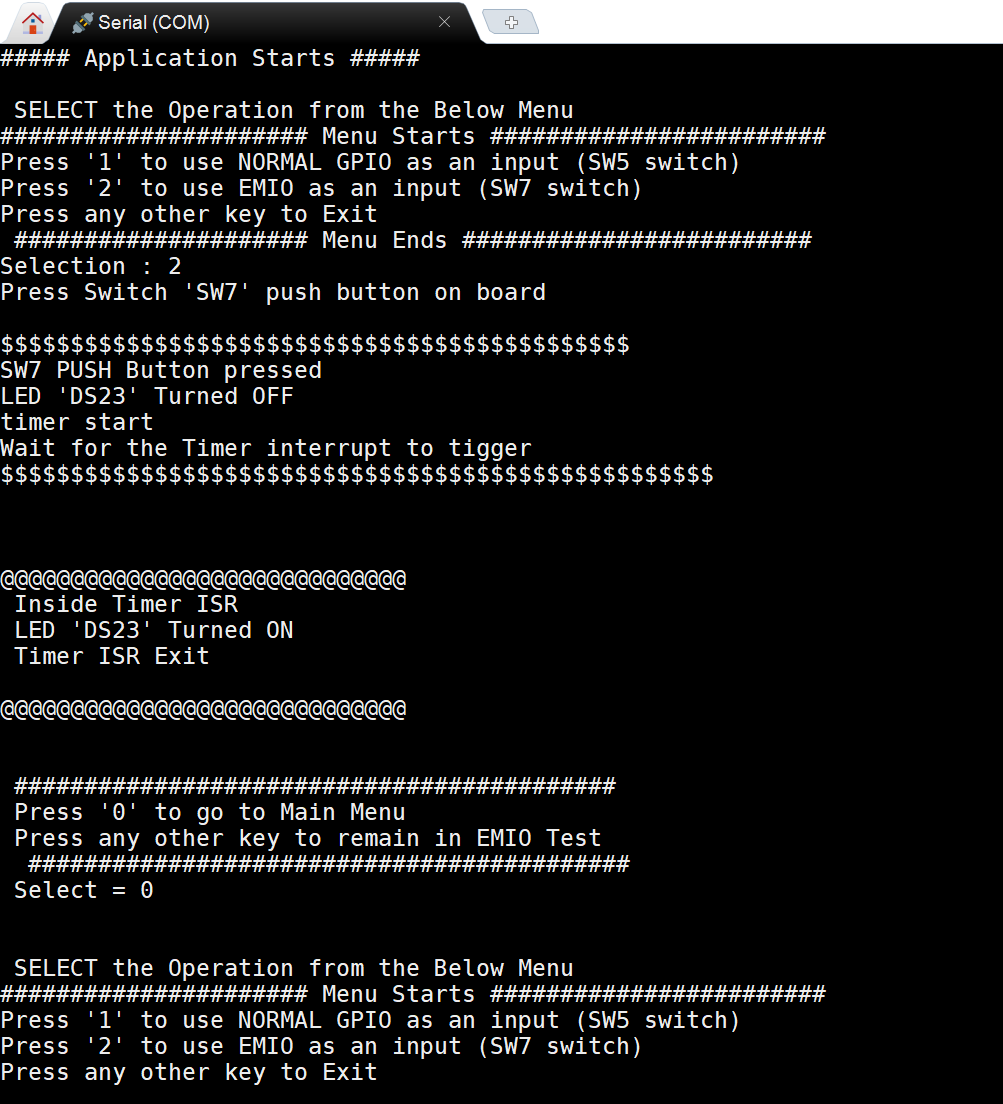 Serial (COM)
##### Application Starts #####
SELECT the Operation from the Below Menu
###################### Menu Starts ########################
Press '1' to use NORMAL GPIO as an input (SW5 switch)
Press '2' to use EMIO as an input (SW7 switch)
Press any other key to Exit
##################### Menu Ends #########################
Selection : 2
Press Switch 'SW7' push button on board
$$$$$$$$$$$$$$$$$$$$$$$$$$$$$$$$$$$$$$$$$$$$$
SW7 PUSH Button pressed
LED 'DS23' Turned OFF
timer start
Wait for the Timer interrupt to tigger
$$$$$$$$$$$$$$$$$$$$$$$$$$$$$$$$$$$$$$$$$$$$$$$$$$$
@@@@@@@@@@@@@@@@@@@@@@@@@@@@@
Inside Timer ISR
LED 'DS23' Turned ON
Timer ISR Exit
@@@@@@@@@@@@@@@@@@@@@@@@@@@@@
###########################################
Press '0' to go to Main Menu
Press any other key to remain in EMIO Test
###########################################
Select = 0
SELECT the Operation from the Below Menu
###################### Menu Starts ########################
Press '1' to use NORMAL GPIO as an input (SW5 switch)
Press '2' to use EMIO as an input (SW7 switch)
Press any other key to Exit